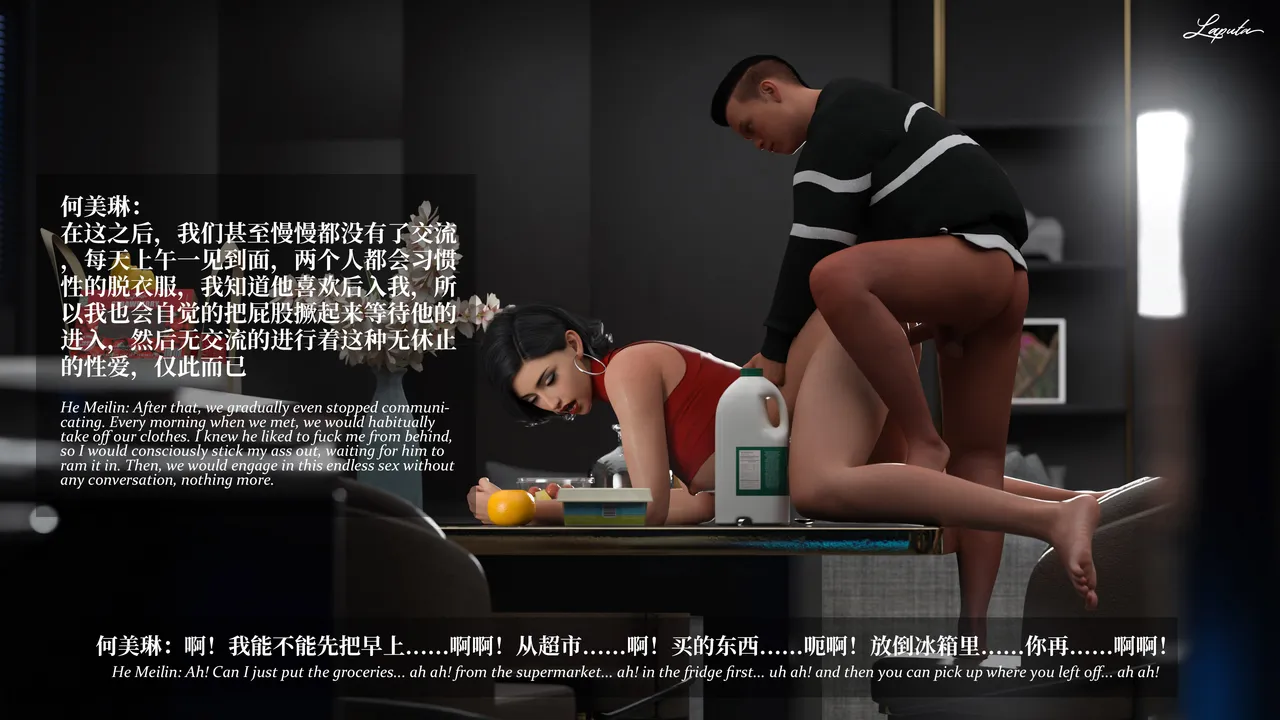 Laputa
何美琳：
在这之后，我们甚至慢慢都没有了交流
，每天上午一见到面，两个人都会习惯
性的脱衣服，我知道他喜欢后入我，所
以我也会自觉的把屁股撅起来等待他的
进入，然后无交流的进行着这种无休止
的性爱，仅此而已
He Meilin: After that, we gradually even stopped communi-
cating. Every morning when we met, we would habitually
take off our clothes. I knew he liked to fuck me from behind,
so I would consciously stick my ass out, waiting for him to
ram it in. Then, we would engage in this endless sex without
any conversation, nothing more.
何美琳：啊！我能不能先把早上……啊啊！从超市……啊！买的东西……呃啊！放倒冰箱里……你再……啊啊！
He Meilin: Ah! Can I just put the groceries... ah ah! from the supermarket... ah! in the fridge first... uh ah! and then you can pick up where you left off... ah ah!